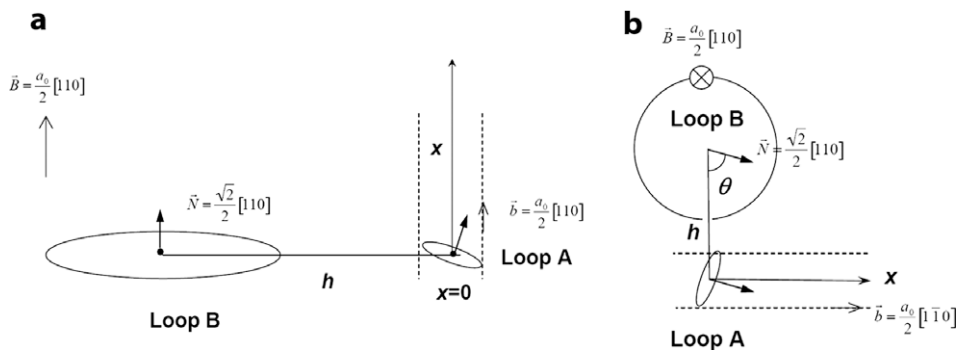 a
B⃗ = a₀/2 [110]
x
N⃗ = √2/2 [110]
b⃗ = a₀/2 [110]
Loop A
h
x=0
Loop B
b
B⃗ = a₀/2 [110]
Loop B
N⃗ = √2/2 [110]
θ
h
x
b⃗ = a₀/2 [11̅0]
Loop A